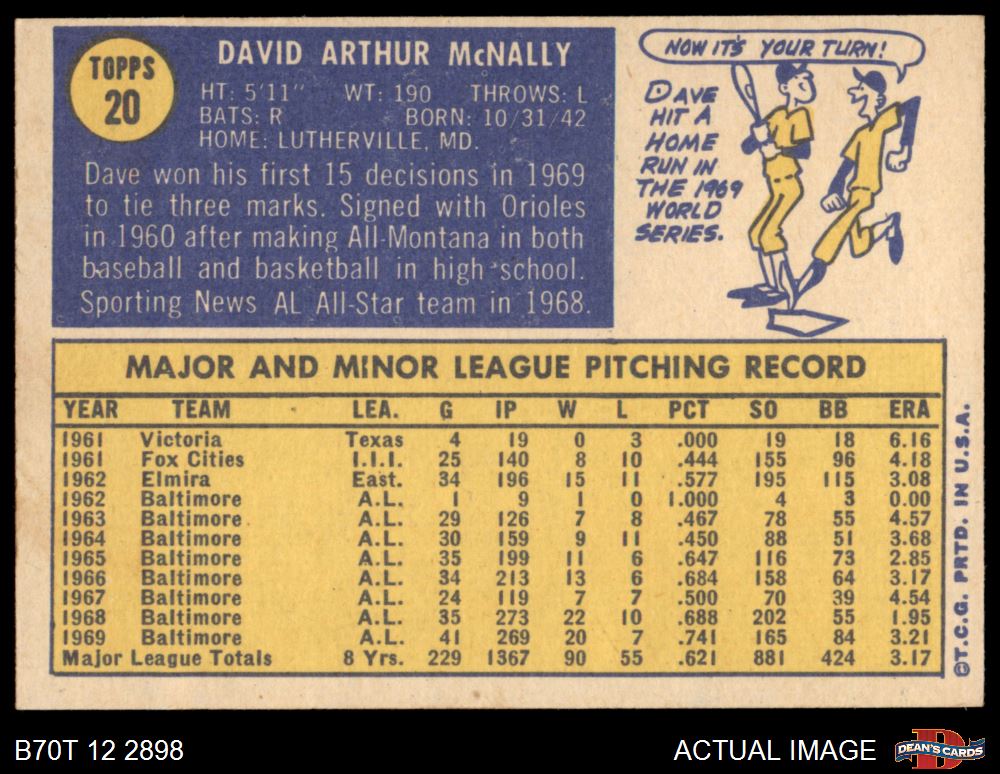 TOPPS
20
DAVID ARTHUR McNALLY
HT: 5'11" WT: 190 THROWS: L
BATS: R BORN: 10/31/42
HOME: LUTHERVILLE, MD.
Dave won his first 15 decisions in 1969
to tie three marks. Signed with Orioles
in 1960 after making All-Montana in both
baseball and basketball in high school.
Sporting News AL All-Star team in 1968.
NOW IT'S YOUR TURN!
DAVE
HIT A
HOME
RUN IN
THE 1969
WORLD
SERIES.
MAJOR AND MINOR LEAGUE PITCHING RECORD
YEAR TEAM LEA. G IP W L PCT SO BB ERA
1961 Victoria Texas 4 19 0 3 .000 19 18 6.16
1961 Fox Cities I.I.I. 25 140 8 10 .444 155 96 4.18
1962 Elmira East. 34 196 15 11 .577 195 115 3.08
1962 Baltimore A.L. 1 9 1 0 1.000 4 3 0.00
1963 Baltimore A.L. 29 126 7 8 .467 78 55 4.57
1964 Baltimore A.L. 30 159 9 11 .450 88 51 3.68
1965 Baltimore A.L. 35 199 11 6 .647 116 73 2.85
1966 Baltimore A.L. 34 213 13 6 .684 158 64 3.17
1967 Baltimore A.L. 24 119 7 7 .500 70 39 4.54
1968 Baltimore A.L. 35 273 22 10 .688 202 55 1.95
1969 Baltimore A.L. 41 269 20 7 .741 165 84 3.21
Major League Totals 8 Yrs. 229 1367 90 55 .621 881 424 3.17
©T.C.G. PRTD. IN U.S.A.
B70T 12 2898
ACTUAL IMAGE
DEAN'S CARDS